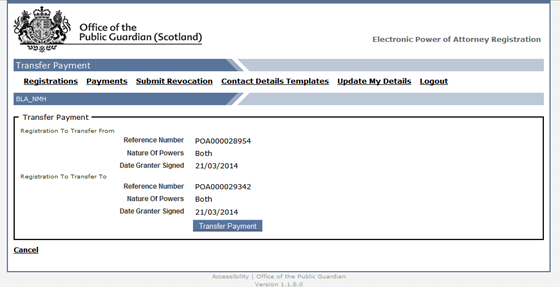 Office of the
Public Guardian (Scotland)
Electronic Power of Attorney Registration
Transfer Payment
Registrations Payments Submit Revocation Contact Details Templates Update My Details Logout
BLA_NMH
Transfer Payment
Registration To Transfer From
Reference Number POA000028954
Nature Of Powers Both
Date Granter Signed 21/03/2014
Registration To Transfer To
Reference Number POA000029342
Nature Of Powers Both
Date Granter Signed 21/03/2014
Transfer Payment
Cancel
Accessibility | Office of the Public Guardian
Version 1.1.8.0